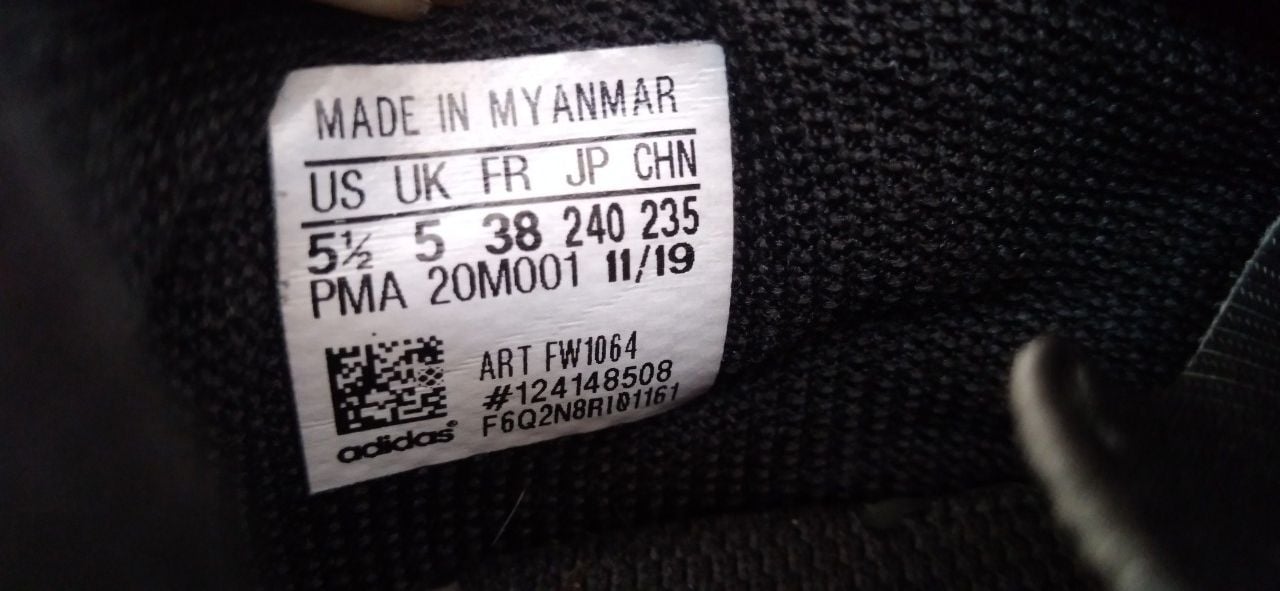 MADE IN MYANMAR
US UK FR JP CHN
5½ 5 38 240 235
PMA 20M001 11/19
ART FW1064
#124148508
F6Q2N8RI01161
adidas